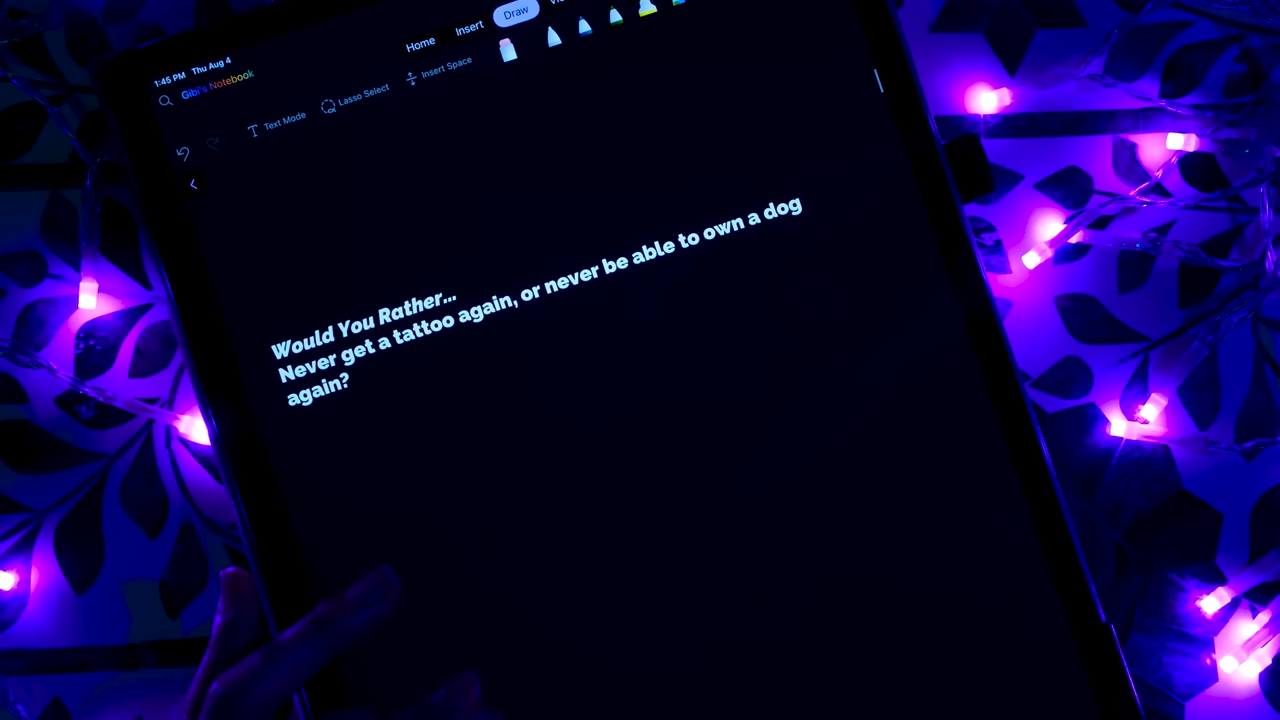 1:45 PM Thu Aug 4
Gibi's Notebook
Home Insert Draw
Text Mode Lasso Select Insert Space
Would You Rather...
Never get a tattoo again, or never be able to own a dog
again?